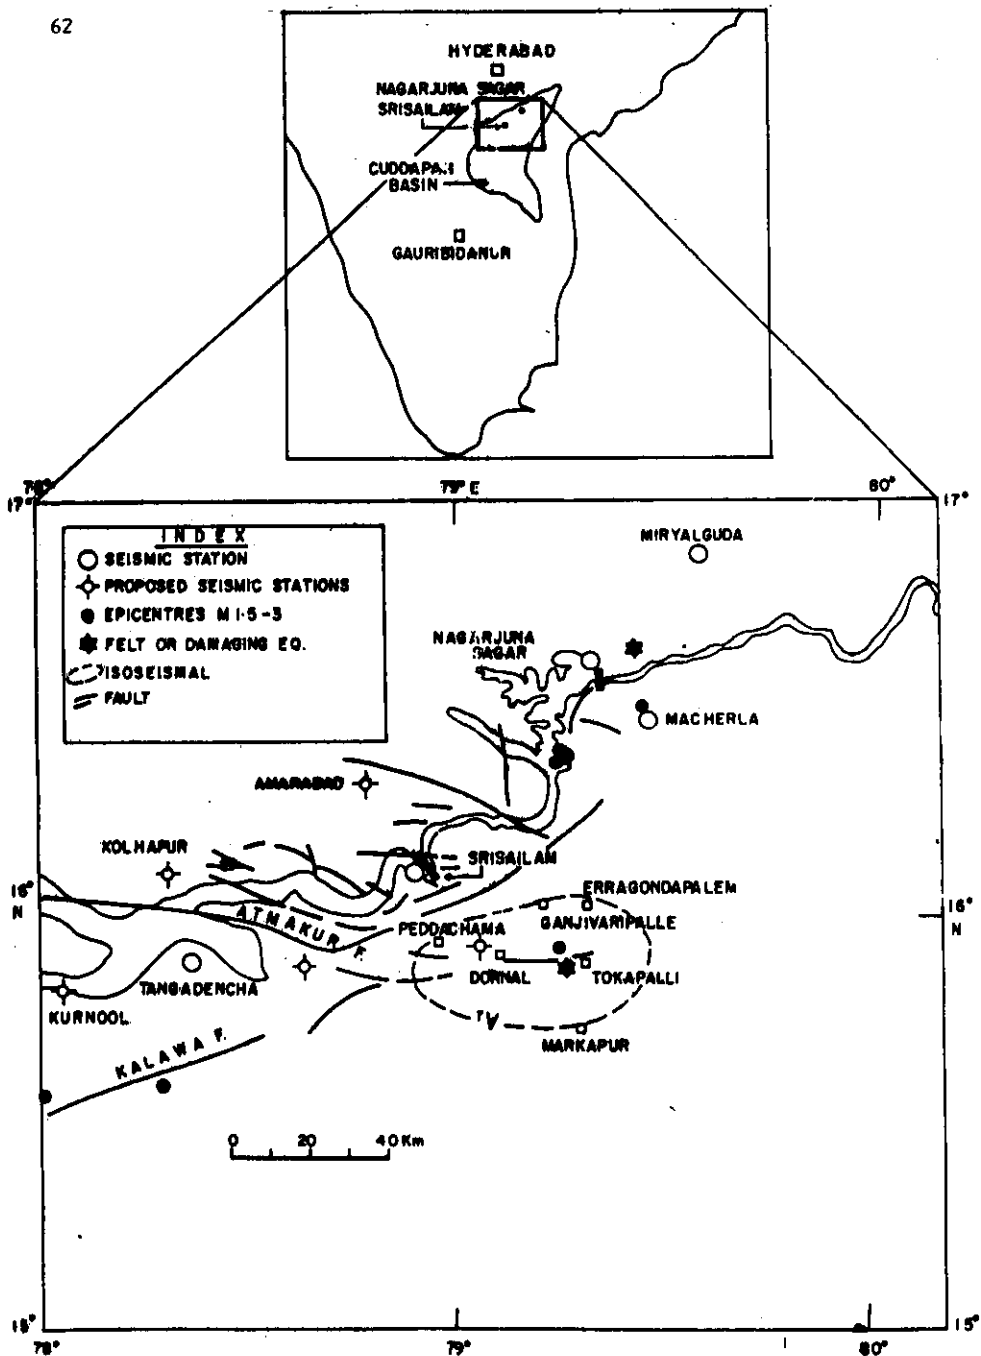 62
HYDERABAD
NAGARJUNA SAGAR
SRISAILAM
CUDDAPAH
BASIN
GAURIBIDANUR
78°
79° E
80°
17°
17°
INDEX
SEISMIC STATION
PROPOSED SEISMIC STATIONS
EPICENTRES M 1·5-3
FELT OR DAMAGING EQ.
ISOSEISMAL
FAULT
MIRYALGUDA
NAGARJUNA
SAGAR
MACHERLA
AMARABAD
KOLHAPUR
SRISAILAM
16°
N
ERRAGONDAPALEM
16°
N
ATMAKUR F.
PEDDACHAMA
GANJIVARIPALLE
TANGADENCHA
DORNAL
TOKAPALLI
KURNOOL
V
MARKAPUR
KALAWA F.
0 20 40 Km
15°
15°
78°
79°
80°